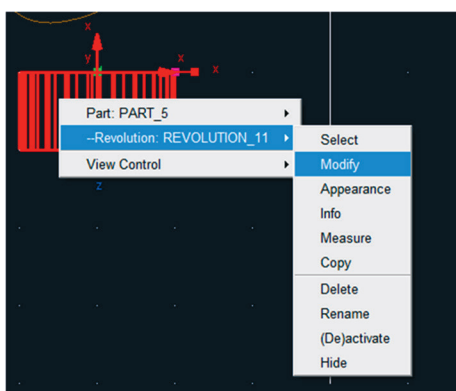 x
y
x
x
Part: PART_5
--Revolution: REVOLUTION_11
View Control
z
Select
Modify
Appearance
Info
Measure
Copy
Delete
Rename
(De)activate
Hide